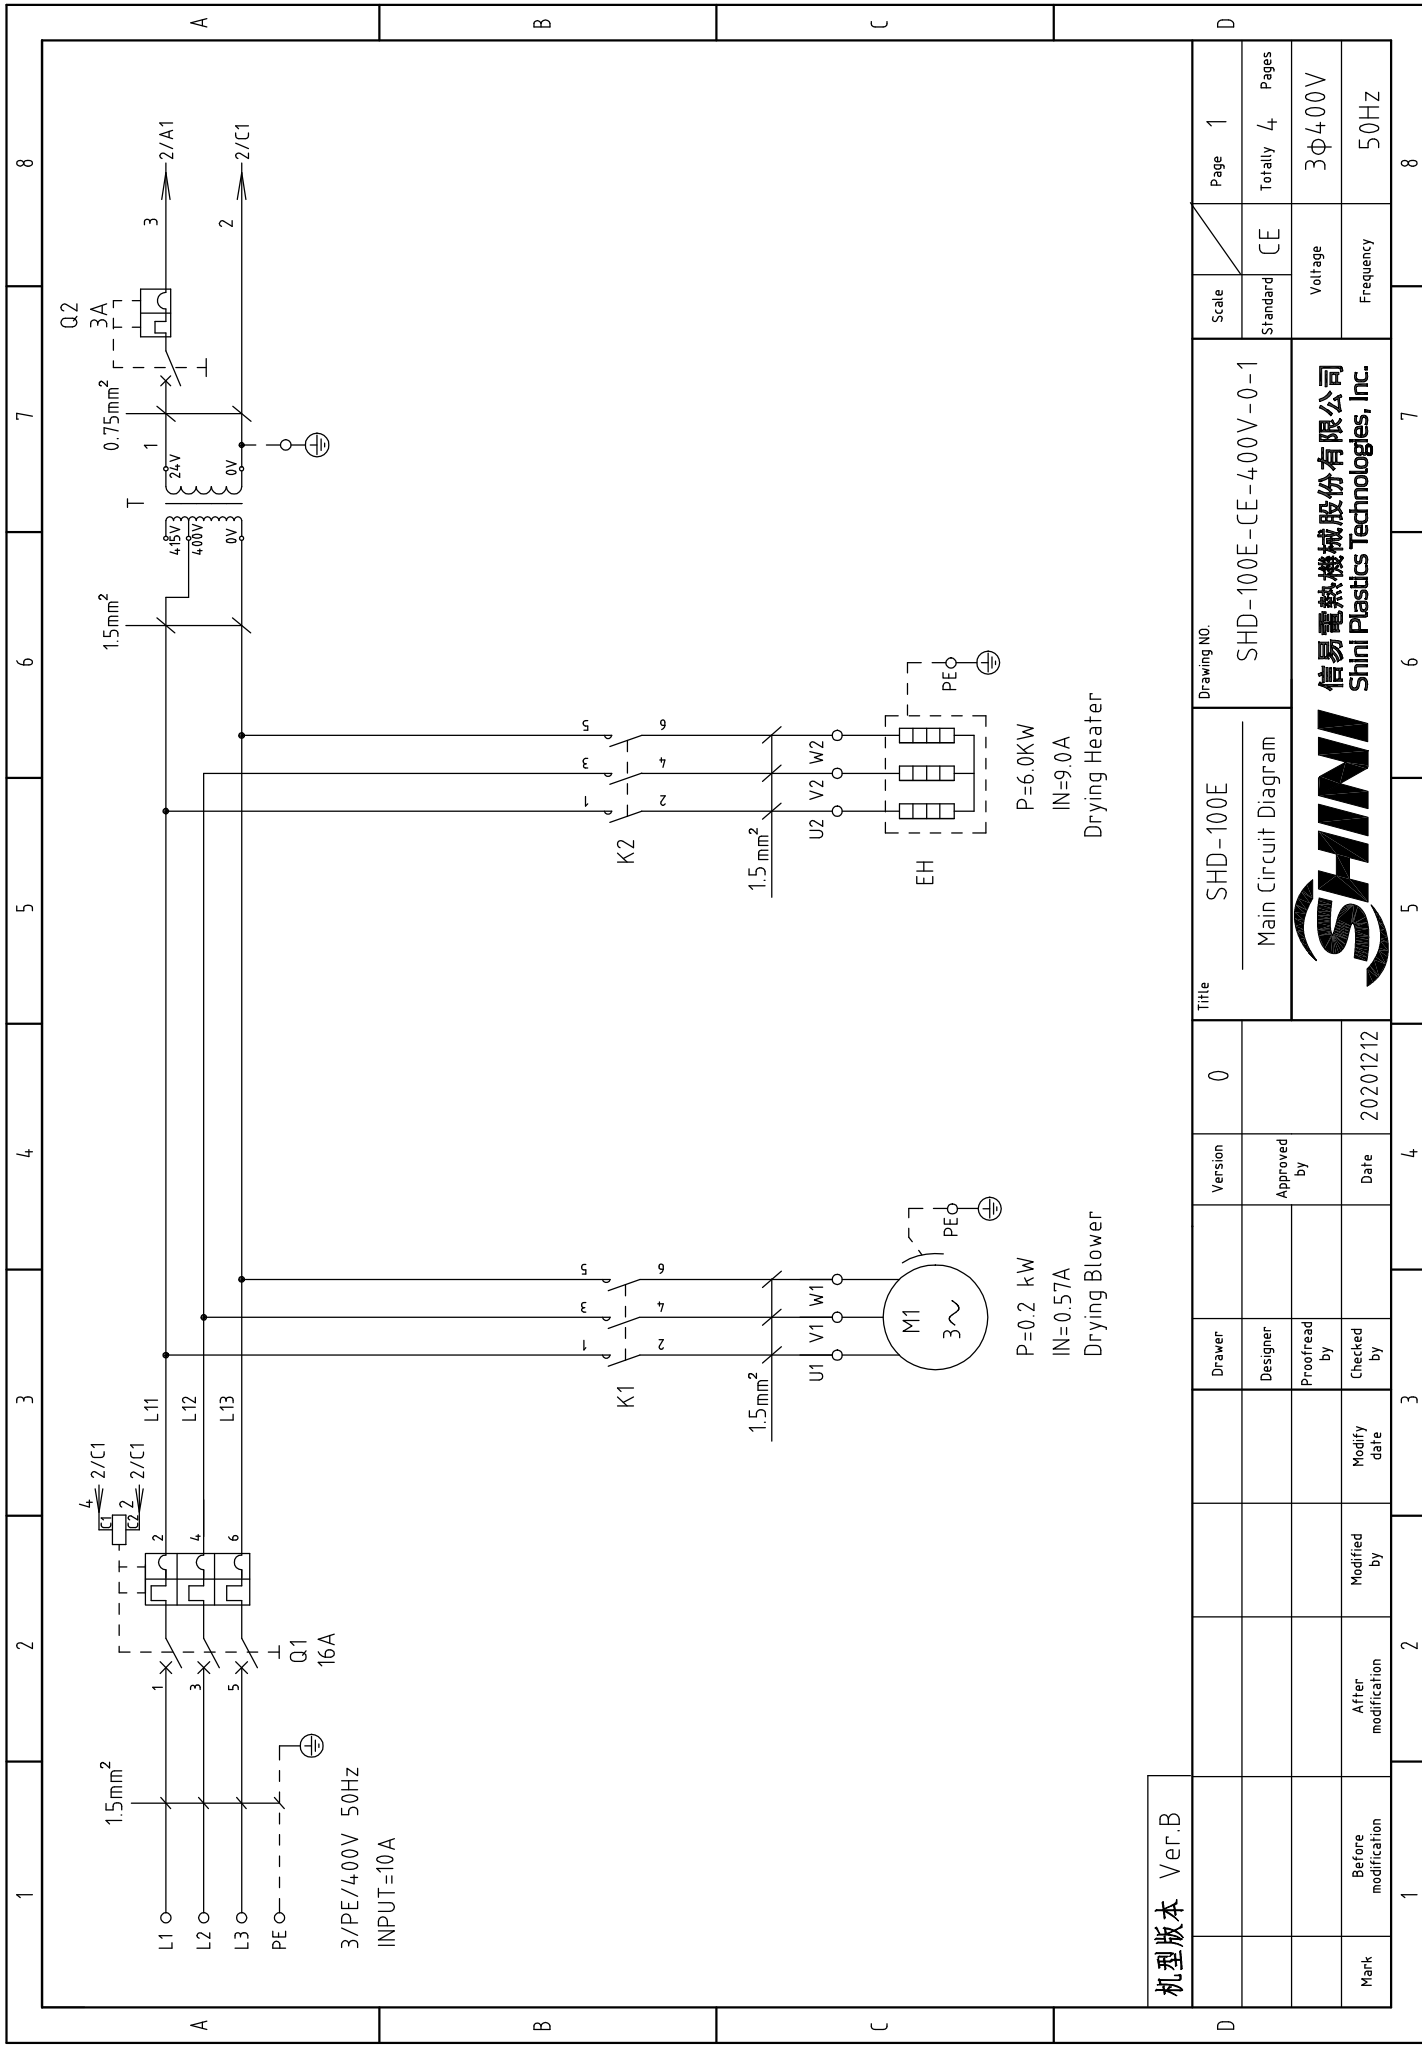 1 2 3 4 5 6 7 8
A
B
C
D
L1
L2
L3
PE
1.5mm²
3/PE/400V 50Hz
INPUT=10A
1
3
5
Q1
16A
2
4
6
C1
C2
4
2/C1
2
2/C1
L11
L12
L13
1 3 5
K1
2 4 6
1.5mm²
U1 V1 W1
M1
3~
PE
P=0.2 kW
IN=0.57A
Drying Blower
1 3 5
K2
2 4 6
1.5mm²
U2 V2 W2
EH
PE
P=6.0KW
IN=9.0A
Drying Heater
1.5mm²
415V
400V
0V
T
24V
0V
1
0.75mm²
Q2
3A
3
2/A1
2
2/C1
机型版本 Ver.B
Mark
Before
modification
After
modification
Modified
by
Modify
date
Drawer
Designer
Proofread
by
Checked
by
Version 0
Approved
by
Date 20201212
Title
SHD-100E
Main Circuit Diagram
Drawing NO.
SHD-100E-CE-400V-0-1
Scale
Page 1
Standard CE
Totally 4 Pages
SHINI
信易電熱機械股份有限公司
Shini Plastics Technologies, Inc.
Voltage 3ϕ400V
Frequency 50Hz
A
B
C
D
1 2 3 4 5 6 7 8